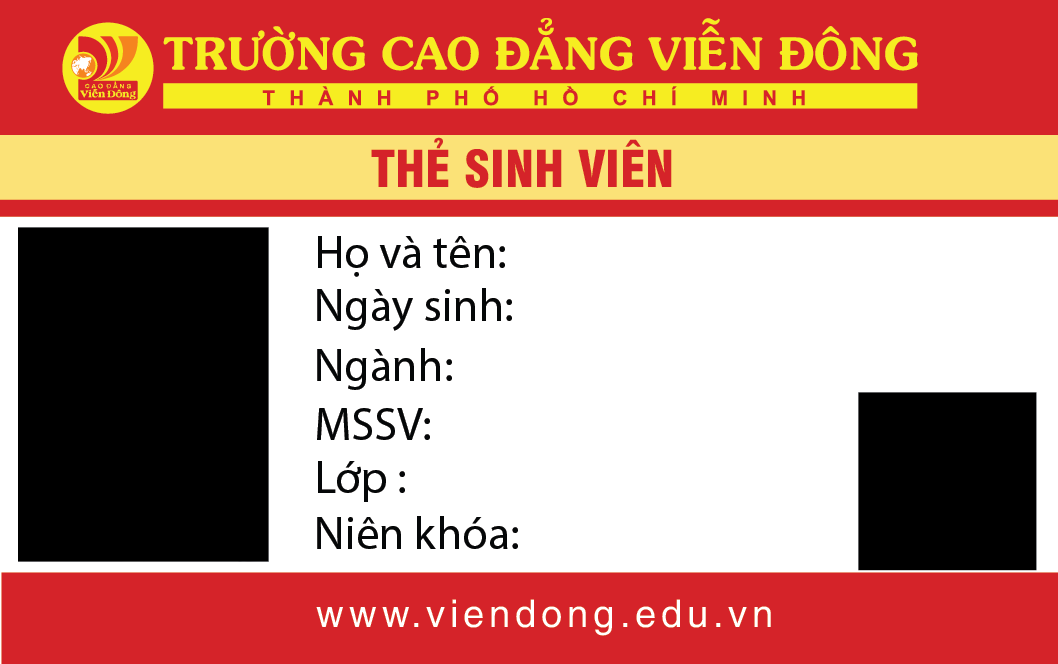 CAO ĐẲNG
Viễn Đông
TRƯỜNG CAO ĐẲNG VIỄN ĐÔNG
THÀNH PHỐ HỒ CHÍ MINH
THẺ SINH VIÊN
Họ và tên:
Ngày sinh:
Ngành:
MSSV:
Lớp :
Niên khóa:
www.viendong.edu.vn